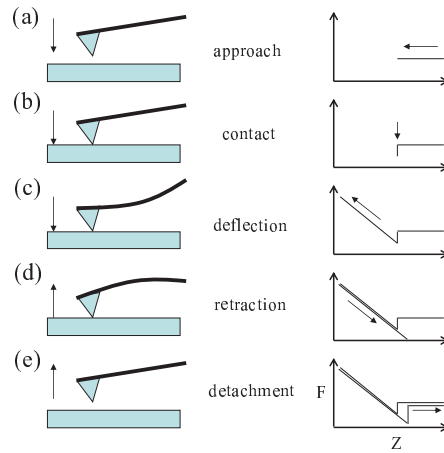 (a)
approach
(b)
contact
(c)
deflection
(d)
retraction
(e)
detachment
F
Z